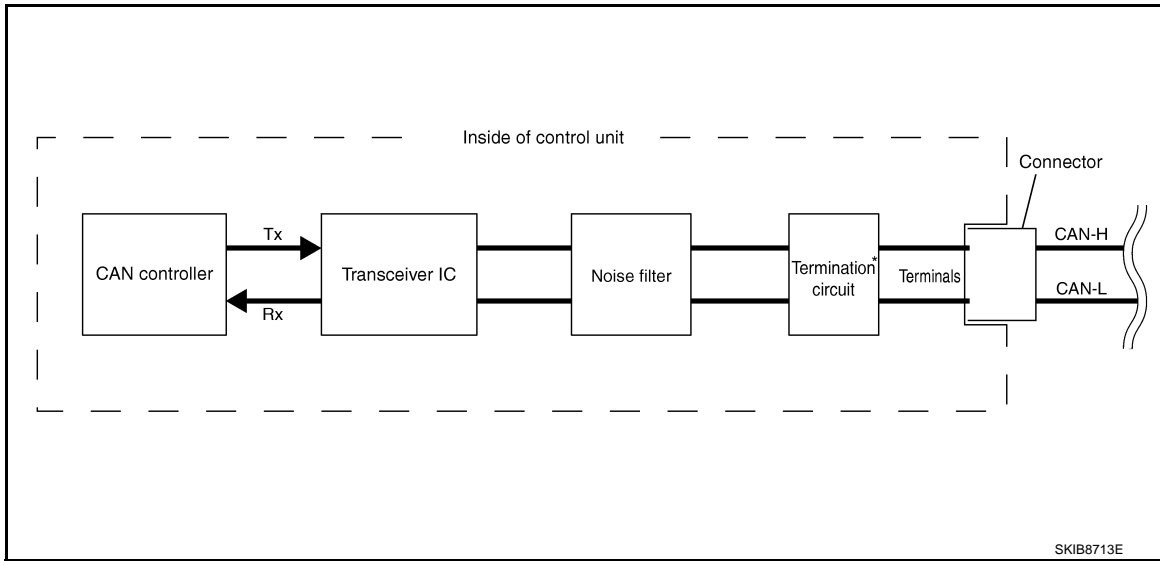 Inside of control unit
Connector
CAN controller
Tx
Rx
Transceiver IC
Noise filter
Termination*
circuit
Terminals
CAN-H
CAN-L
SKIB8713E